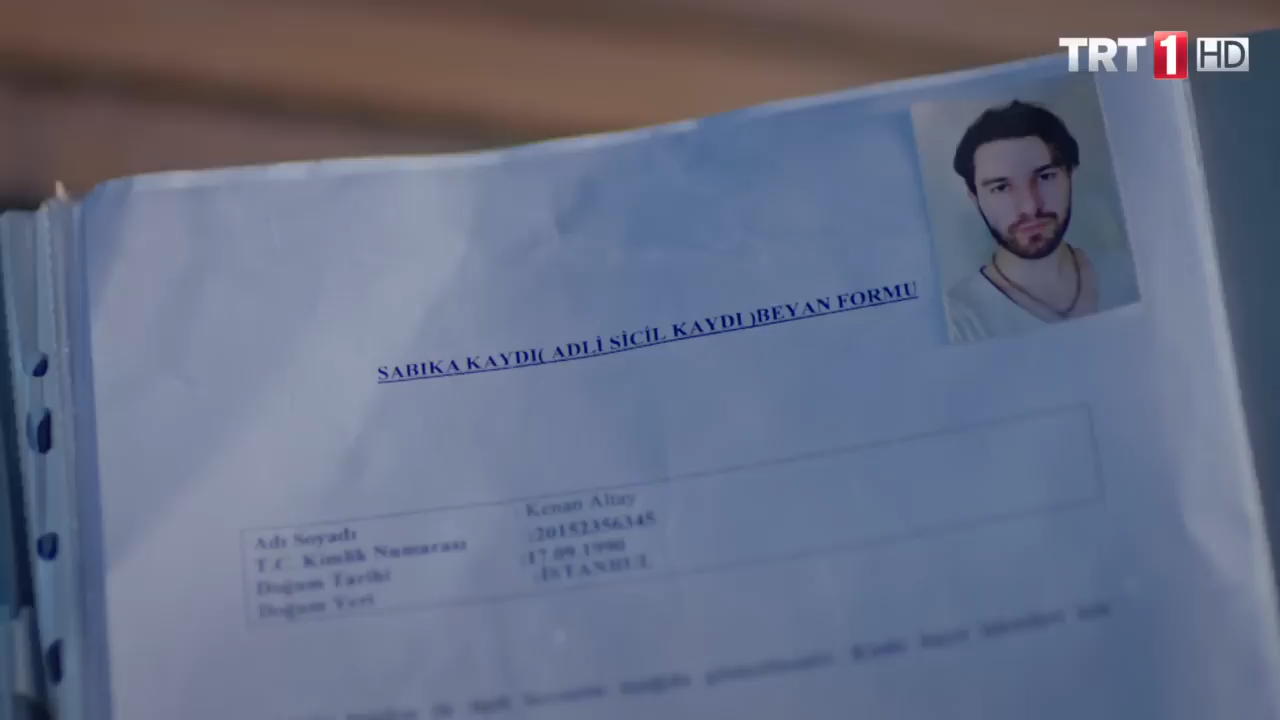 TRT 1 HD
SABIKA KAYDI( ADLİ SİCİL KAYDI )BEYAN FORMU
Adı Soyadı Kenan Altay
T.C. Kimlik Numarası :20152356345
Doğum Tarihi :17.09.1990
Doğum Yeri :İSTANBUL